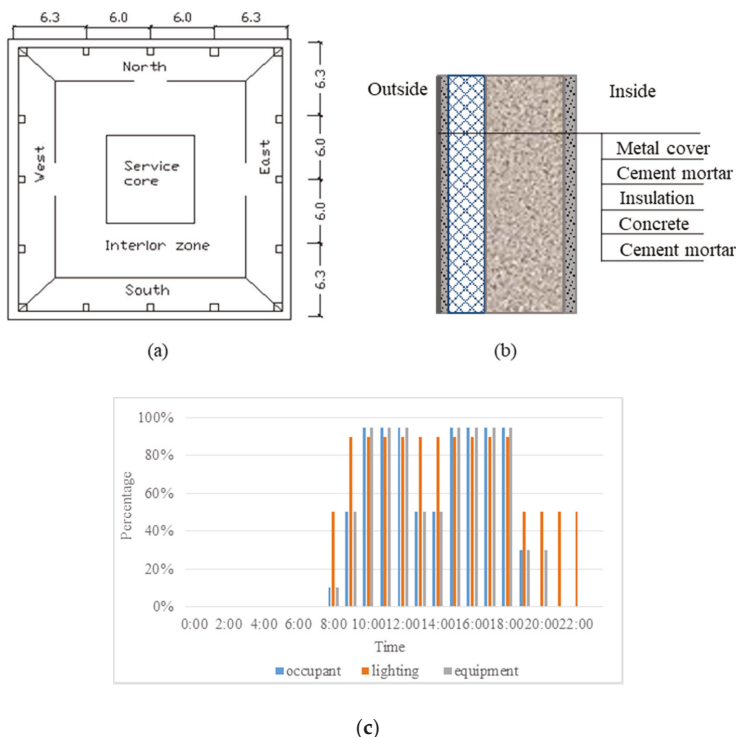 6.3 6.0 6.0 6.3
North
West
East
Service
core
Interior zone
South
6.3
6.0
6.0
6.3
(a)
Outside
Inside
Metal cover
Cement mortar
Insulation
Concrete
Cement mortar
(b)
100%
80%
60%
40%
20%
0%
Percentage
0:00 2:00 4:00 6:00 8:00 10:00 12:00 14:00 16:00 18:00 20:00 22:00
Time
occupant lighting equipment
(c)